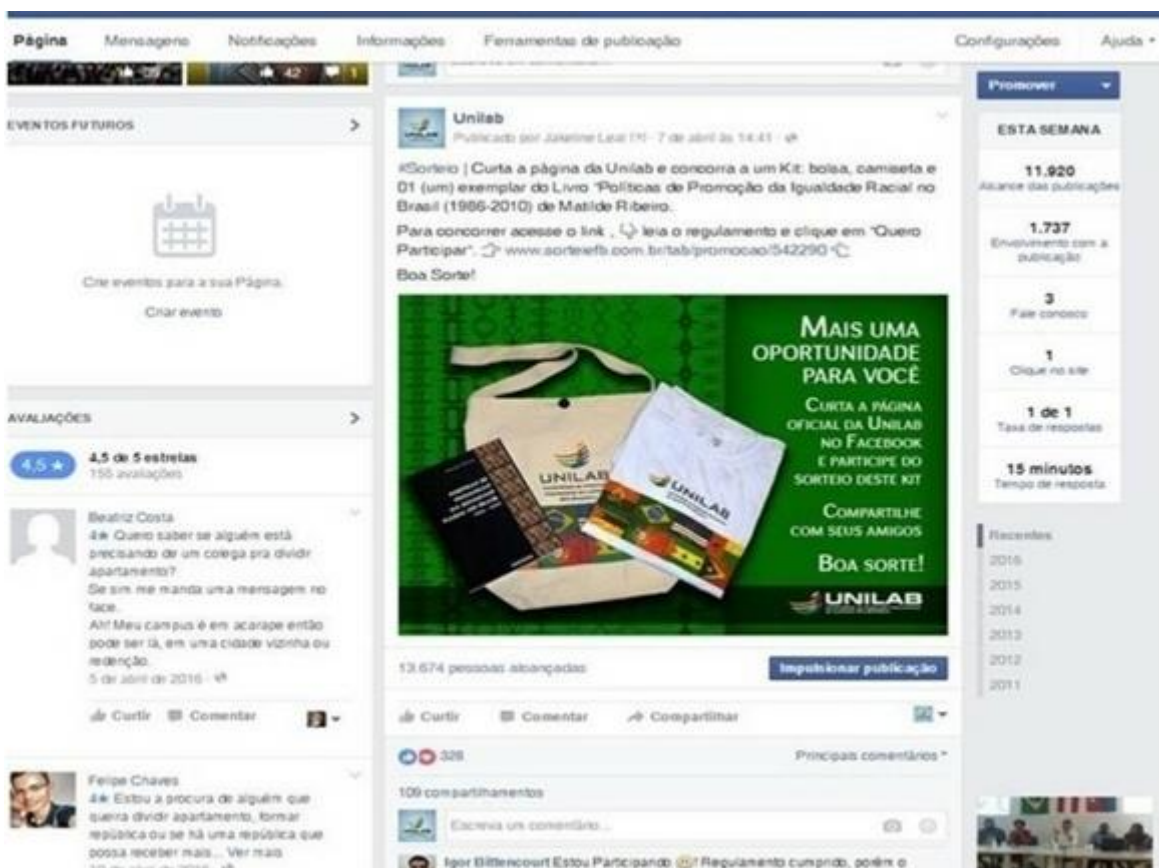 Página Mensagens Notificações Informações Ferramentas de publicação Configurações Ajuda
42 1
EVENTOS FUTUROS
Crie eventos para a sua Página.
Criar evento
AVALIAÇÕES
4,5 ★ 4,5 de 5 estrelas
155 avaliações
Beatriz Costa
4★ Quero saber se alguém está
precisando de um colega pra dividir
apartamento?
Se sim me manda uma mensagem no
face.
Ah! Meu campus é em acarape então
pode ser lá, em uma cidade vizinha ou
redenção.
5 de abril de 2016
Curtir Comentar
Felipe Chaves
4★ Estou a procura de alguém que
queira dividir apartamento, formar
república ou se há uma república que
possa receber mais... Ver mais
Unilab
Publicado por Jakeline Leal 7 de abril às 14:41
#Sorteio | Curta a página da Unilab e concorra a um Kit: bolsa, camiseta e
01 (um) exemplar do Livro "Políticas de Promoção da Igualdade Racial no
Brasil (1986-2010) de Matilde Ribeiro.
Para concorrer acesse o link , leia o regulamento e clique em "Quero
Participar". www.sorteiefb.com.br/tab/promocao/542290
Boa Sorte!
MAIS UMA
OPORTUNIDADE
PARA VOCÊ
CURTA A PÁGINA
OFICIAL DA UNILAB
NO FACEBOOK
E PARTICIPE DO
SORTEIO DESTE KIT
COMPARTILHE
COM SEUS AMIGOS
BOA SORTE!
UNILAB
UNILAB
UNILAB
13.674 pessoas alcançadas Impulsionar publicação
Curtir Comentar Compartilhar
328 Principais comentários
109 compartilhamentos
Escreva um comentário...
Igor Bittencourt Estou Participando ! Regulamento cumprido, porém o
Promover
ESTA SEMANA
11.920
Alcance das publicações
1.737
Envolvimento com a
publicação
3
Fale conosco
1
Clique no site
1 de 1
Taxa de respostas
15 minutos
Tempo de resposta
Recentes
2016
2015
2014
2013
2012
2011